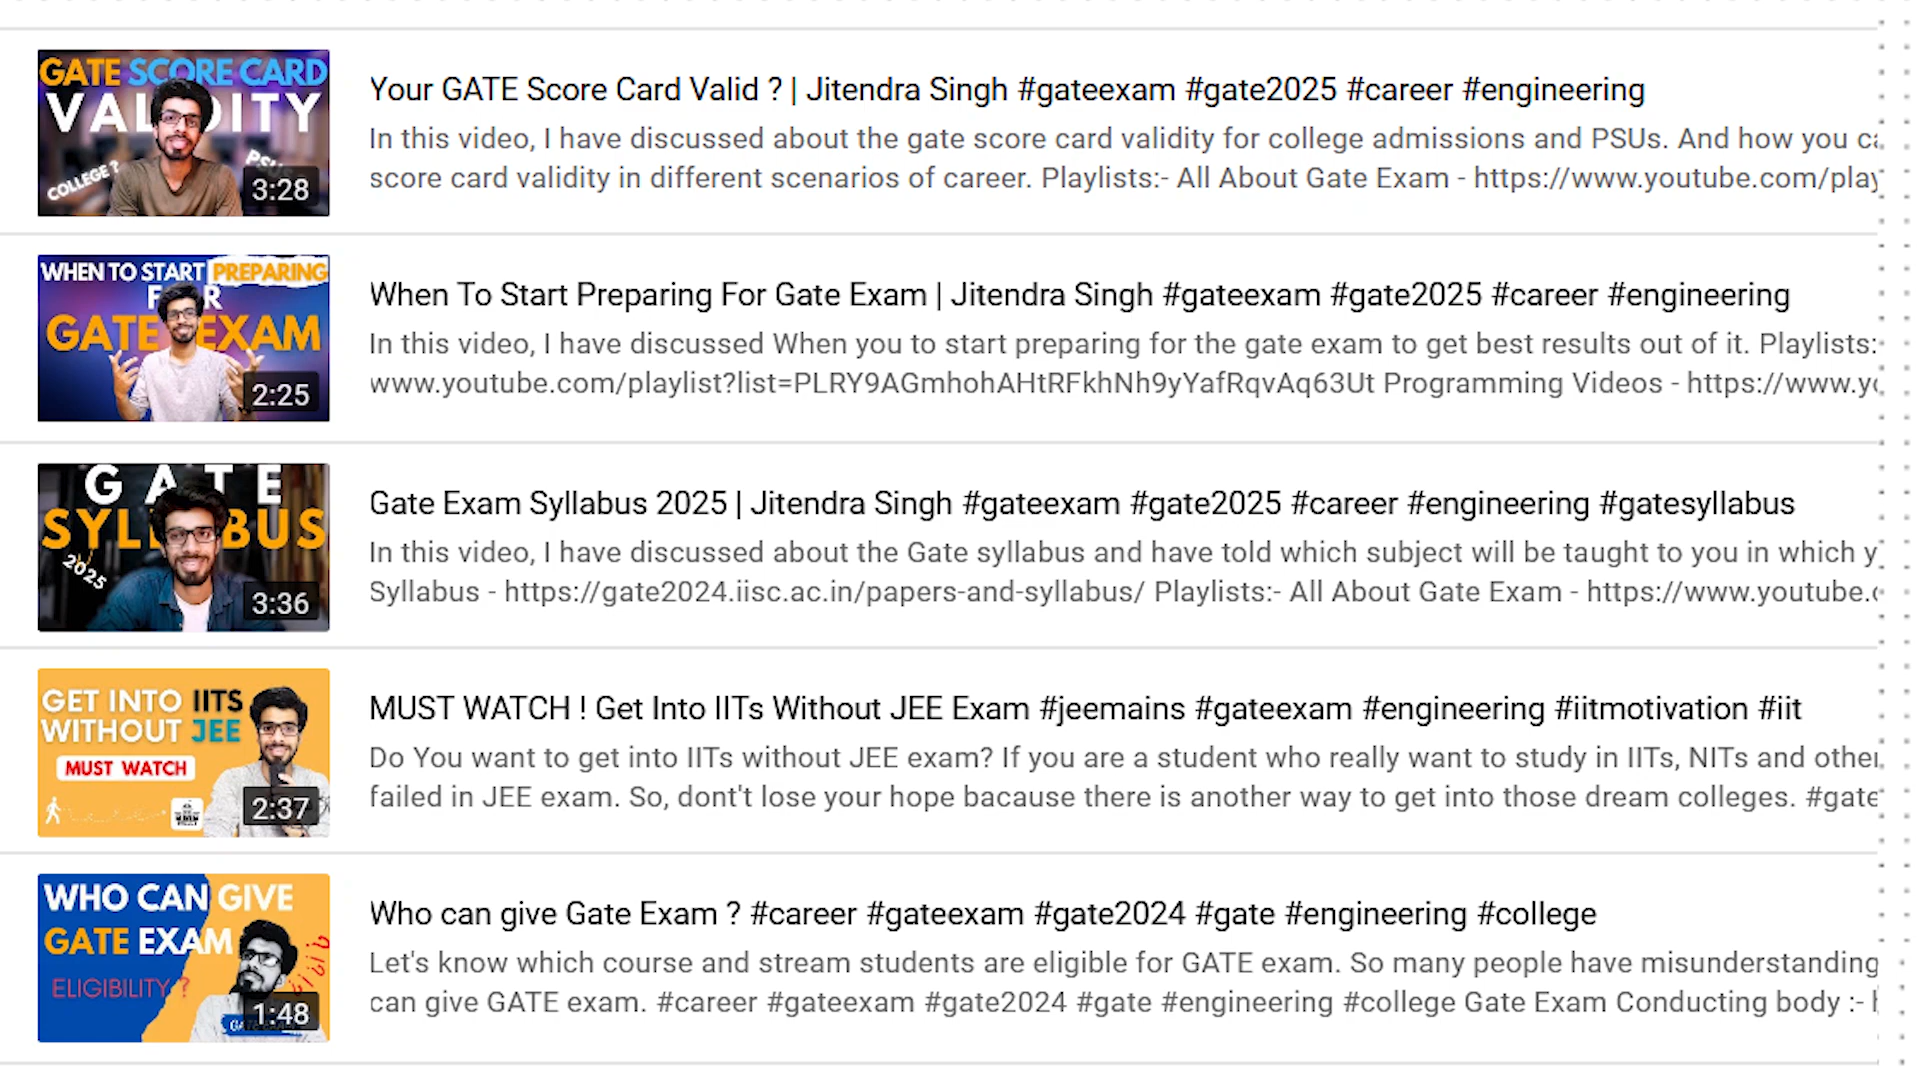 GATE SCORE CARD
VALIDITY
COLLEGE ?
3:28
Your GATE Score Card Valid ? | Jitendra Singh #gateexam #gate2025 #career #engineering
In this video, I have discussed about the gate score card validity for college admissions and PSUs. And how you
score card validity in different scenarios of career. Playlists:- All About Gate Exam - https://www.youtube.com/play
WHEN TO START PREPARING
FOR
GATE EXAM
2:25
When To Start Preparing For Gate Exam | Jitendra Singh #gateexam #gate2025 #career #engineering
In this video, I have discussed When you to start preparing for the gate exam to get best results out of it. Playlists:
www.youtube.com/playlist?list=PLRY9AGmhohAHtRFkhNh9yYafRqvAq63Ut Programming Videos - https://www.y
GATE
SYLLABUS
2025
3:36
Gate Exam Syllabus 2025 | Jitendra Singh #gateexam #gate2025 #career #engineering #gatesyllabus
In this video, I have discussed about the Gate syllabus and have told which subject will be taught to you in which y
Syllabus - https://gate2024.iisc.ac.in/papers-and-syllabus/ Playlists:- All About Gate Exam - https://www.youtube.
GET INTO IITS
WITHOUT JEE
MUST WATCH
2:37
MUST WATCH ! Get Into IITs Without JEE Exam #jeemains #gateexam #engineering #iitmotivation #iit
Do You want to get into IITs without JEE exam? If you are a student who really want to study in IITs, NITs and other
failed in JEE exam. So, dont't lose your hope bacause there is another way to get into those dream colleges. #gate
WHO CAN GIVE
GATE EXAM
ELIGIBILITY ?
1:48
Who can give Gate Exam ? #career #gateexam #gate2024 #gate #engineering #college
Let's know which course and stream students are eligible for GATE exam. So many people have misunderstanding
can give GATE exam. #career #gateexam #gate2024 #gate #engineering #college Gate Exam Conducting body :-